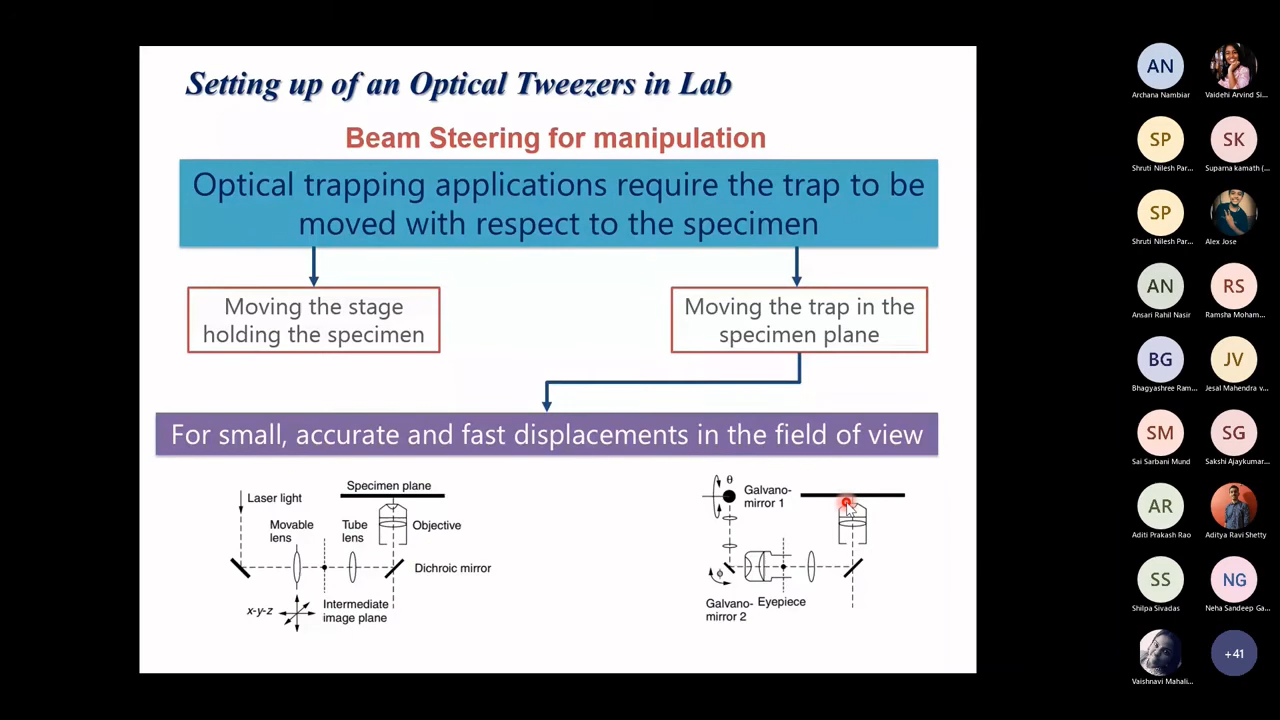 Setting up of an Optical Tweezers in Lab
Beam Steering for manipulation
Optical trapping applications require the trap to be
moved with respect to the specimen
Moving the stage
holding the specimen
Moving the trap in the
specimen plane
For small, accurate and fast displacements in the field of view
Specimen plane
Laser light
Movable
lens
Tube
lens
Objective
Dichroic mirror
x-y-z
Intermediate
image plane
θ
Galvano-
mirror 1
ϕ
Galvano-
mirror 2
Eyepiece
AN
Archana Nambiar
Vaidehi Arvind Si...
SP
Shruti Nilesh Par...
SK
Suparna kamath (...
SP
Shruti Nilesh Par...
Alex Jose
AN
Ansari Rahil Nasir
RS
Ramsha Moham...
BG
Bhagyashree Ram...
JV
Jesal Mahendra v...
SM
Sai Sarbani Mund
SG
Sakshi Ajaykumar...
AR
Aditi Prakash Rao
Aditya Ravi Shetty
SS
Shilpa Sivadas
NG
Neha Sandeep Ga...
Vaishnavi Mahali...
+41